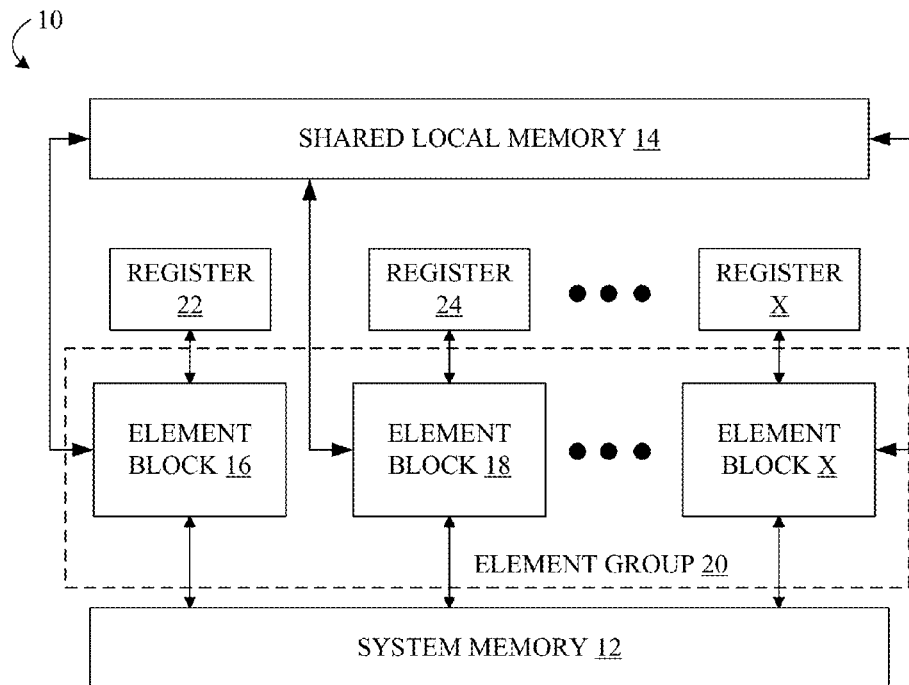 10
SHARED LOCAL MEMORY 14
REGISTER
22
REGISTER
24
REGISTER
X
ELEMENT
BLOCK 16
ELEMENT
BLOCK 18
ELEMENT
BLOCK X
ELEMENT GROUP 20
SYSTEM MEMORY 12